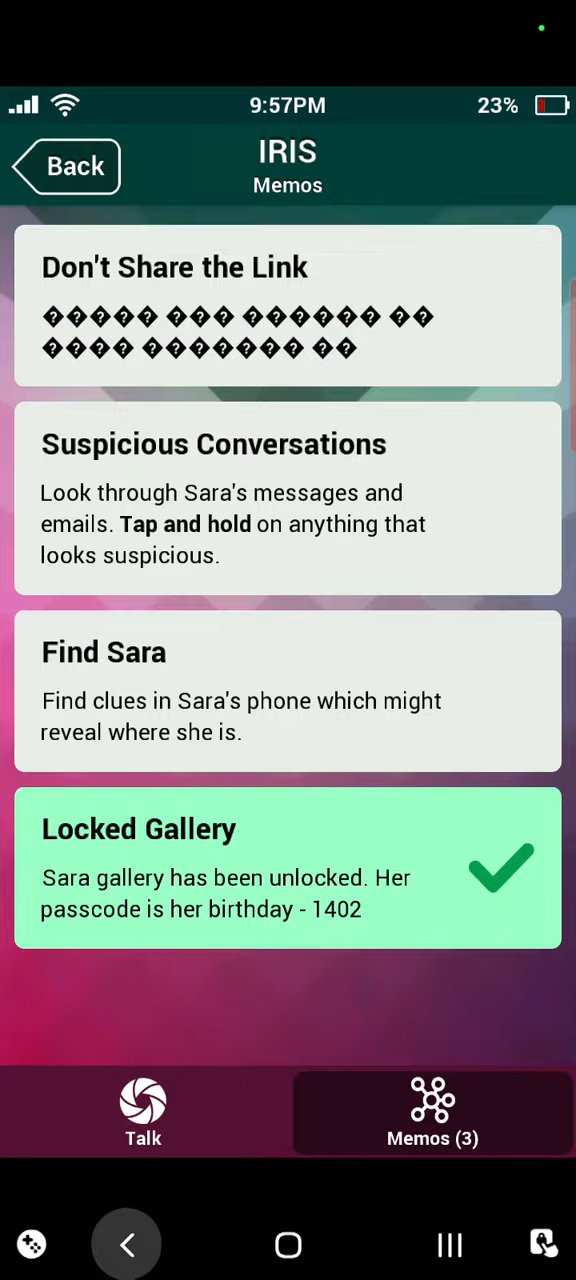 9:57PM
23%
Back
IRIS
Memos
Don't Share the Link
����� ��� ������ ��
���� ������� ��
Suspicious Conversations
Look through Sara's messages and
emails. Tap and hold on anything that
looks suspicious.
Find Sara
Find clues in Sara's phone which might
reveal where she is.
Locked Gallery
Sara gallery has been unlocked. Her
passcode is her birthday - 1402
Talk
Memos (3)